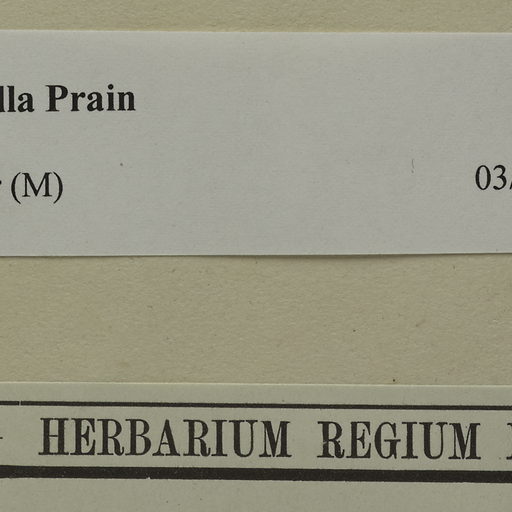 lla Prain
(M)
03/
HERBARIUM REGIUM